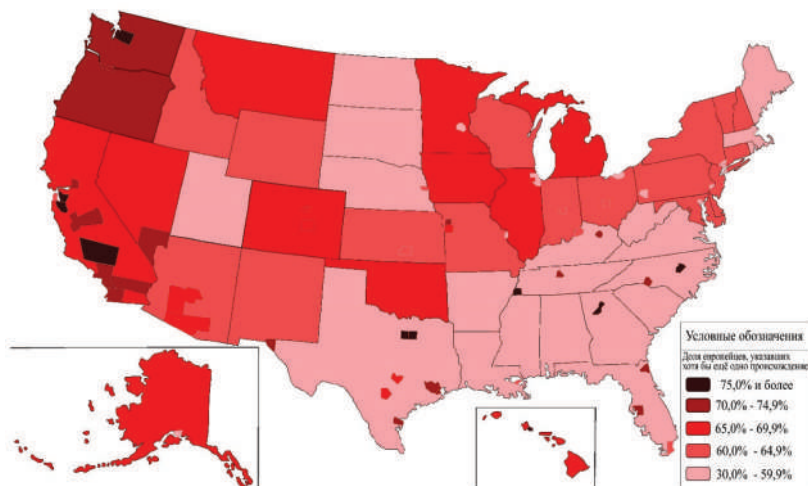 Условные обозначения
Доля европейцев, указавших
хотя бы ещё одно происхождение
75,0% и более
70,0% - 74,9%
65,0% - 69,9%
60,0% - 64,9%
30,0% - 59,9%